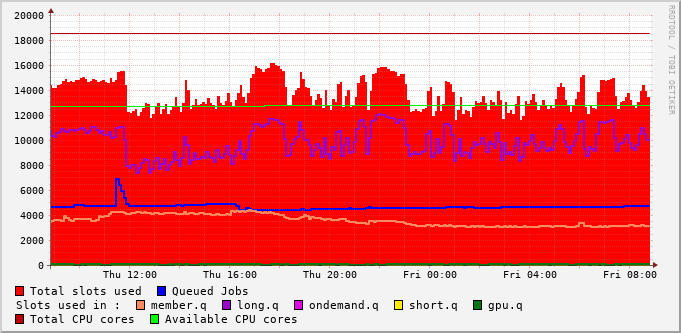 20000
18000
16000
14000
12000
10000
8000
6000
4000
2000
0
Thu 12:00 Thu 16:00 Thu 20:00 Fri 00:00 Fri 04:00 Fri 08:00
Total slots used Queued Jobs
Slots used in : member.q long.q ondemand.q short.q gpu.q
Total CPU cores Available CPU cores
RRDTOOL / TOBI OETIKER